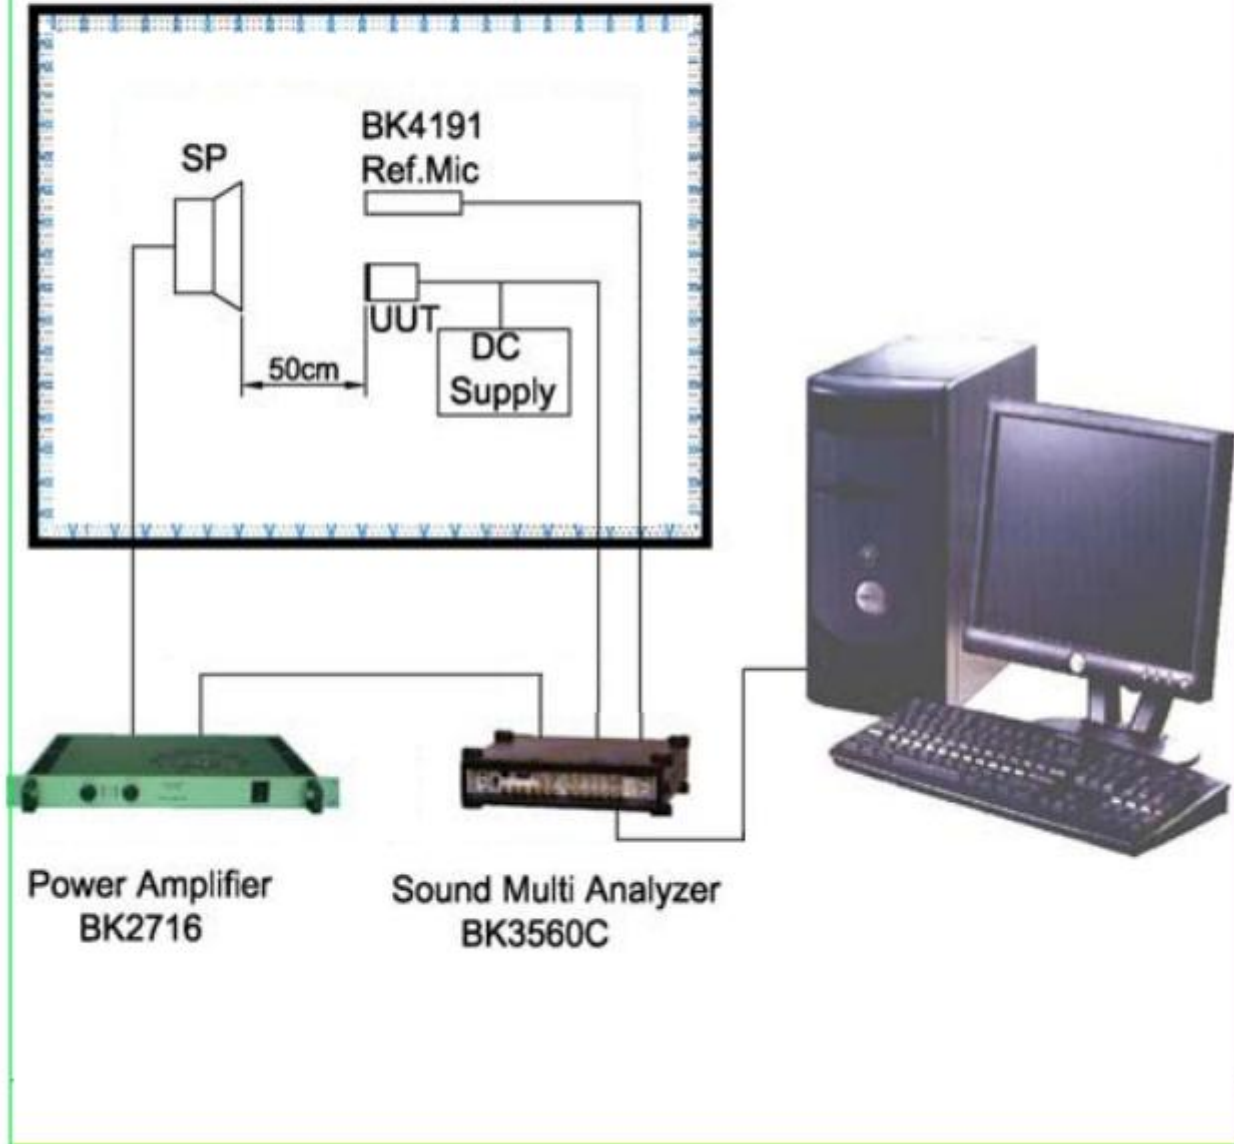 BK4191
Ref.Mic
SP
UUT
DC
Supply
50cm
Power Amplifier
BK2716
Sound Multi Analyzer
BK3560C